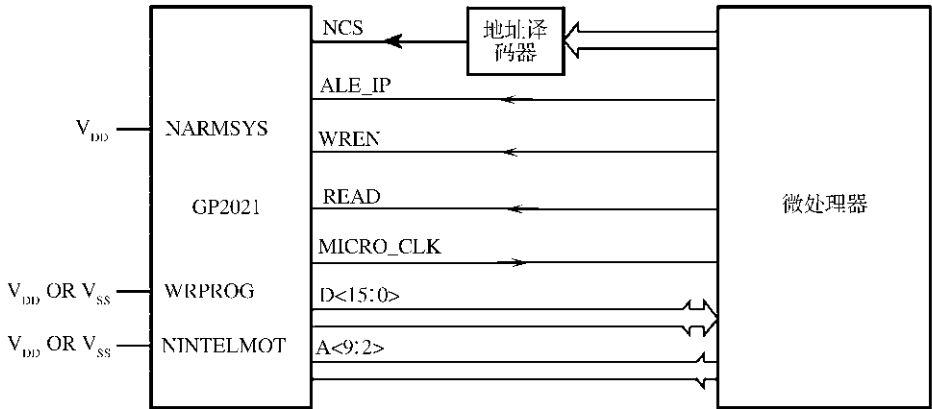 NCS
地址译
码器
ALE_IP
V_DD
NARMSYS
WREN
GP2021
READ
微处理器
MICRO_CLK
V_DD OR V_SS
WRPROG
D<15:0>
V_DD OR V_SS
NINTELMOT
A<9:2>